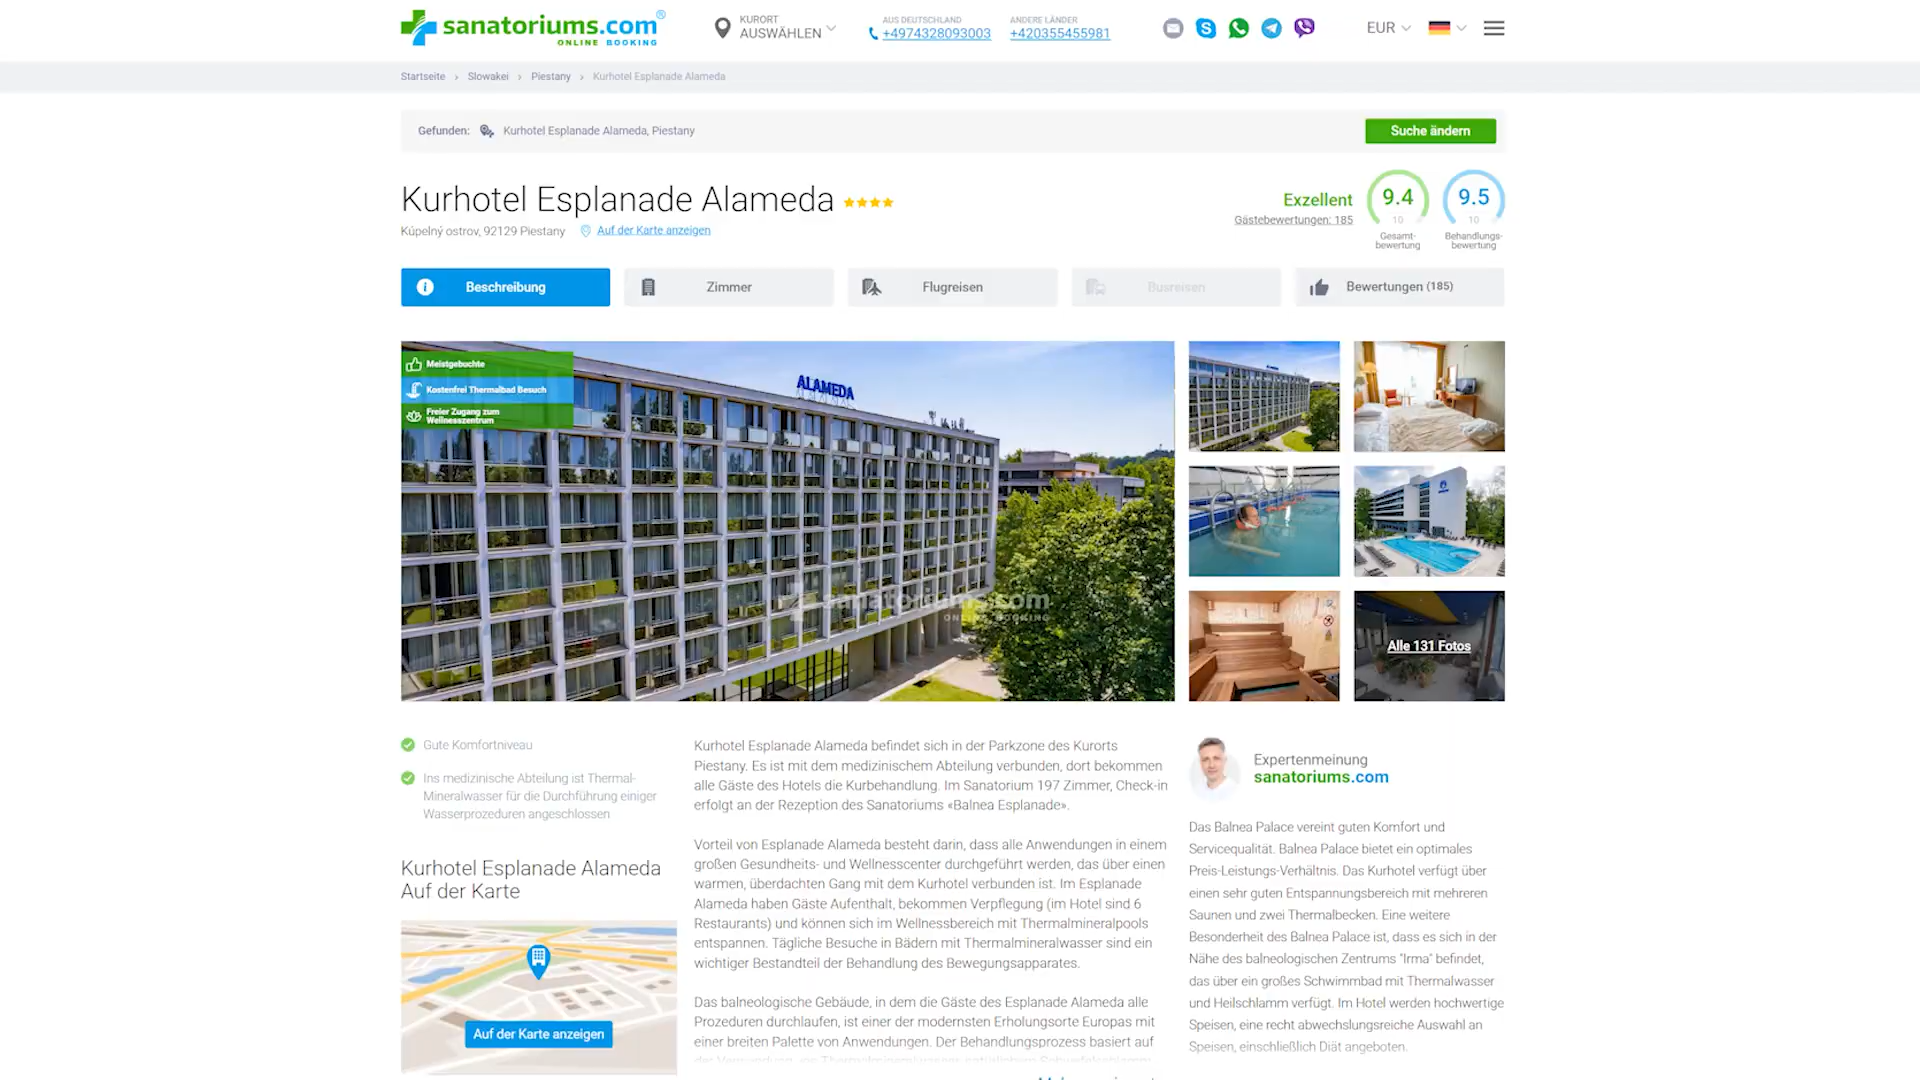 sanatoriums.com®
ONLINE BOOKING
KURORT
AUSWÄHLEN
AUS DEUTSCHLAND
+4974328093003
ANDERE LÄNDER
+420355455981
EUR
Startseite › Slowakei › Piestany › Kurhotel Esplanade Alameda
Gefunden: Kurhotel Esplanade Alameda, Piestany
Suche ändern
Kurhotel Esplanade Alameda
Kúpelný ostrov, 92129 Piestany
Auf der Karte anzeigen
Exzellent
Gästebewertungen: 185
9.4
10
Gesamt-
bewertung
9.5
10
Behandlungs-
bewertung
Beschreibung
Zimmer
Flugreisen
Busreisen
Bewertungen (185)
Meistgebuchte
Kostenfrei Thermalbad Besuch
Freier Zugang zum
Wellnesszentrum
ALAMEDA
sanatoriums.com
ONLINE BOOKING
Alle 131 Fotos
Gute Komfortniveau
Ins medizinische Abteilung ist Thermal-
Mineralwasser für die Durchführung einiger
Wasserprozeduren angeschlossen
Kurhotel Esplanade Alameda
Auf der Karte
Auf der Karte anzeigen
Kurhotel Esplanade Alameda befindet sich in der Parkzone des Kurorts
Piestany. Es ist mit dem medizinischem Abteilung verbunden, dort bekommen
alle Gäste des Hotels die Kurbehandlung. Im Sanatorium 197 Zimmer, Check-in
erfolgt an der Rezeption des Sanatoriums «Balnea Esplanade».
Vorteil von Esplanade Alameda besteht darin, dass alle Anwendungen in einem
großen Gesundheits- und Wellnesscenter durchgeführt werden, das über einen
warmen, überdachten Gang mit dem Kurhotel verbunden ist. Im Esplanade
Alameda haben Gäste Aufenthalt, bekommen Verpflegung (im Hotel sind 6
Restaurants) und können sich im Wellnessbereich mit Thermalmineralpools
entspannen. Tägliche Besuche in Bädern mit Thermalmineralwasser sind ein
wichtiger Bestandteil der Behandlung des Bewegungsapparates.
Das balneologische Gebäude, in dem die Gäste des Esplanade Alameda alle
Prozeduren durchlaufen, ist einer der modernsten Erholungsorte Europas mit
einer breiten Palette von Anwendungen. Der Behandlungsprozess basiert auf
Expertenmeinung
sanatoriums.com
Das Balnea Palace vereint guten Komfort und
Servicequalität. Balnea Palace bietet ein optimales
Preis-Leistungs-Verhältnis. Das Kurhotel verfügt über
einen sehr guten Entspannungsbereich mit mehreren
Saunen und zwei Thermalbecken. Eine weitere
Besonderheit des Balnea Palace ist, dass es sich in der
Nähe des balneologischen Zentrums "Irma" befindet,
das über ein großes Schwimmbad mit Thermalwasser
und Heilschlamm verfügt. Im Hotel werden hochwertige
Speisen, eine recht abwechslungsreiche Auswahl an
Speisen, einschließlich Diät angeboten.